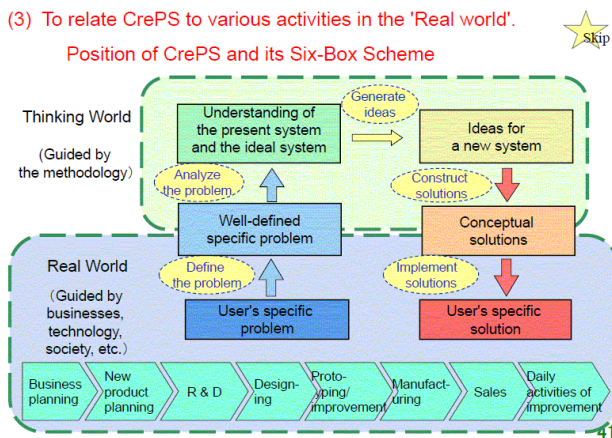 (3) To relate CrePS to various activities in the 'Real world'.
Position of CrePS and its Six-Box Scheme
Skip
Thinking World
(Guided by
the methodology)
Understanding of
the present system
and the ideal system
Generate
ideas
Ideas for
a new system
Analyze
the problem
Construct
solutions
Well-defined
specific problem
Conceptual
solutions
Real World
(Guided by
businesses,
technology,
society, etc.)
Define
the problem
Implement
solutions
User's specific
problem
User's specific
solution
Business
planning
New
product
planning
R & D
Design-
ing
Proto-
typing/
improvement
Manufact-
uring
Sales
Daily
activities of
improvement
41